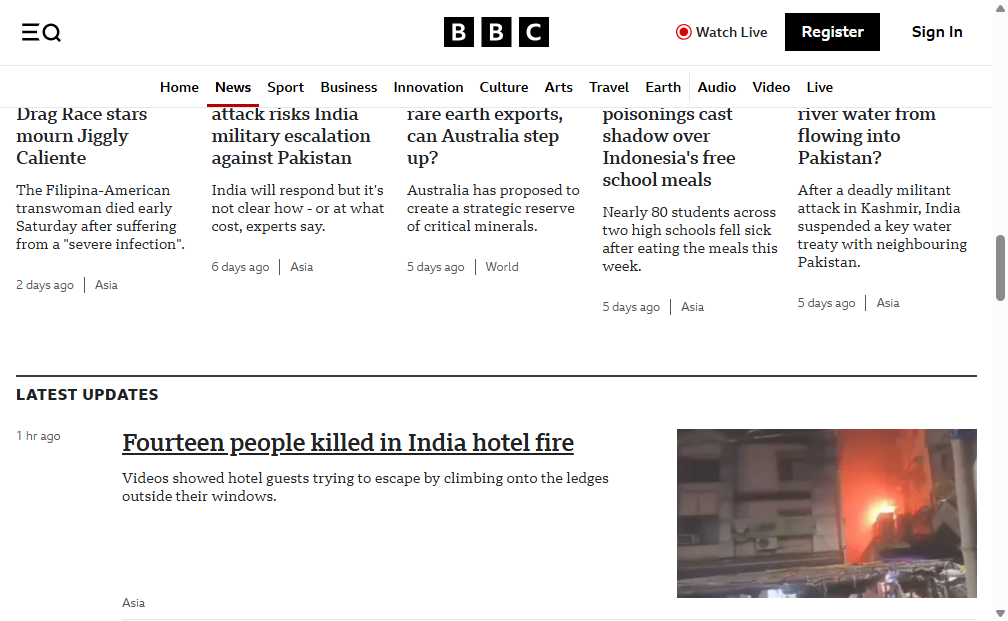 BBC
Watch Live
Register
Sign In
Home
News
Sport
Business
Innovation
Culture
Arts
Travel
Earth
Audio
Video
Live
Drag Race stars
mourn Jiggly
Caliente
The Filipina-American
transwoman died early
Saturday after suffering
from a "severe infection".
2 days ago
Asia
attack risks India
military escalation
against Pakistan
India will respond but it's
not clear how - or at what
cost, experts say.
6 days ago
Asia
rare earth exports,
can Australia step
up?
Australia has proposed to
create a strategic reserve
of critical minerals.
5 days ago
World
poisonings cast
shadow over
Indonesia's free
school meals
Nearly 80 students across
two high schools fell sick
after eating the meals this
week.
5 days ago
Asia
river water from
flowing into
Pakistan?
After a deadly militant
attack in Kashmir, India
suspended a key water
treaty with neighbouring
Pakistan.
5 days ago
Asia
LATEST UPDATES
1 hr ago
Fourteen people killed in India hotel fire
Videos showed hotel guests trying to escape by climbing onto the ledges
outside their windows.
Asia